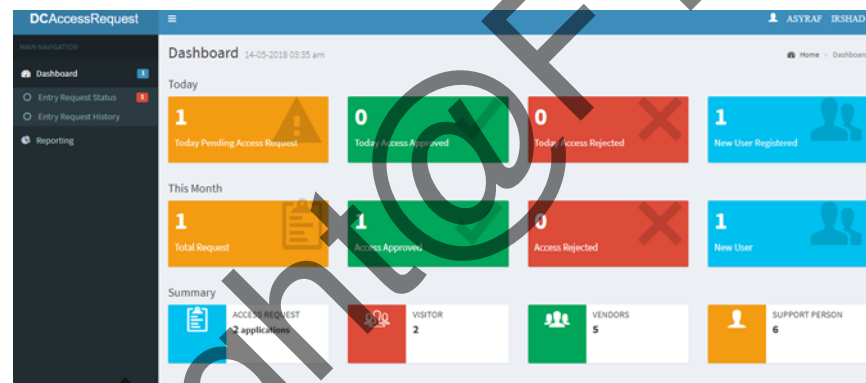 DCAccessRequest
ASYRAF IRSHAD
MAIN NAVIGATION
Dashboard 1
Entry Request Status 1
Entry Request History
Reporting
Dashboard 14-05-2018 03:35 am
Home > Dashboard
Today
1
Today Pending Access Request
0
Today Access Approved
0
Today Access Rejected
1
New User Registered
This Month
1
Total Request
1
Access Approved
0
Access Rejected
1
New User
Summary
ACCESS REQUEST
2 applications
VISITOR
2
VENDORS
5
SUPPORT PERSON
6